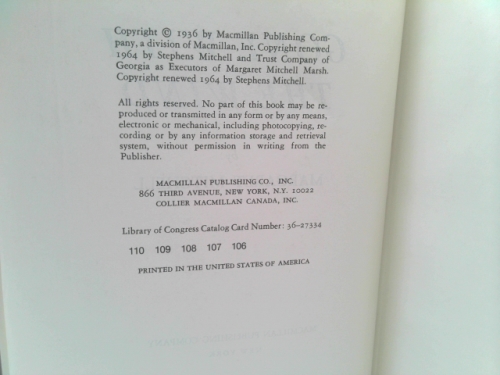 Copyright © 1936 by Macmillan Publishing Com-
pany, a division of Macmillan, Inc. Copyright renewed
1964 by Stephens Mitchell and Trust Company of
Georgia as Executors of Margaret Mitchell Marsh.
Copyright renewed 1964 by Stephens Mitchell.
All rights reserved. No part of this book may be re-
produced or transmitted in any form or by any means,
electronic or mechanical, including photocopying, re-
cording or by any information storage and retrieval
system, without permission in writing from the
Publisher.
MACMILLAN PUBLISHING CO., INC.
866 THIRD AVENUE, NEW YORK, N.Y. 10022
COLLIER MACMILLAN CANADA, INC.
Library of Congress Catalog Card Number: 36-27334
110 109 108 107 106
PRINTED IN THE UNITED STATES OF AMERICA